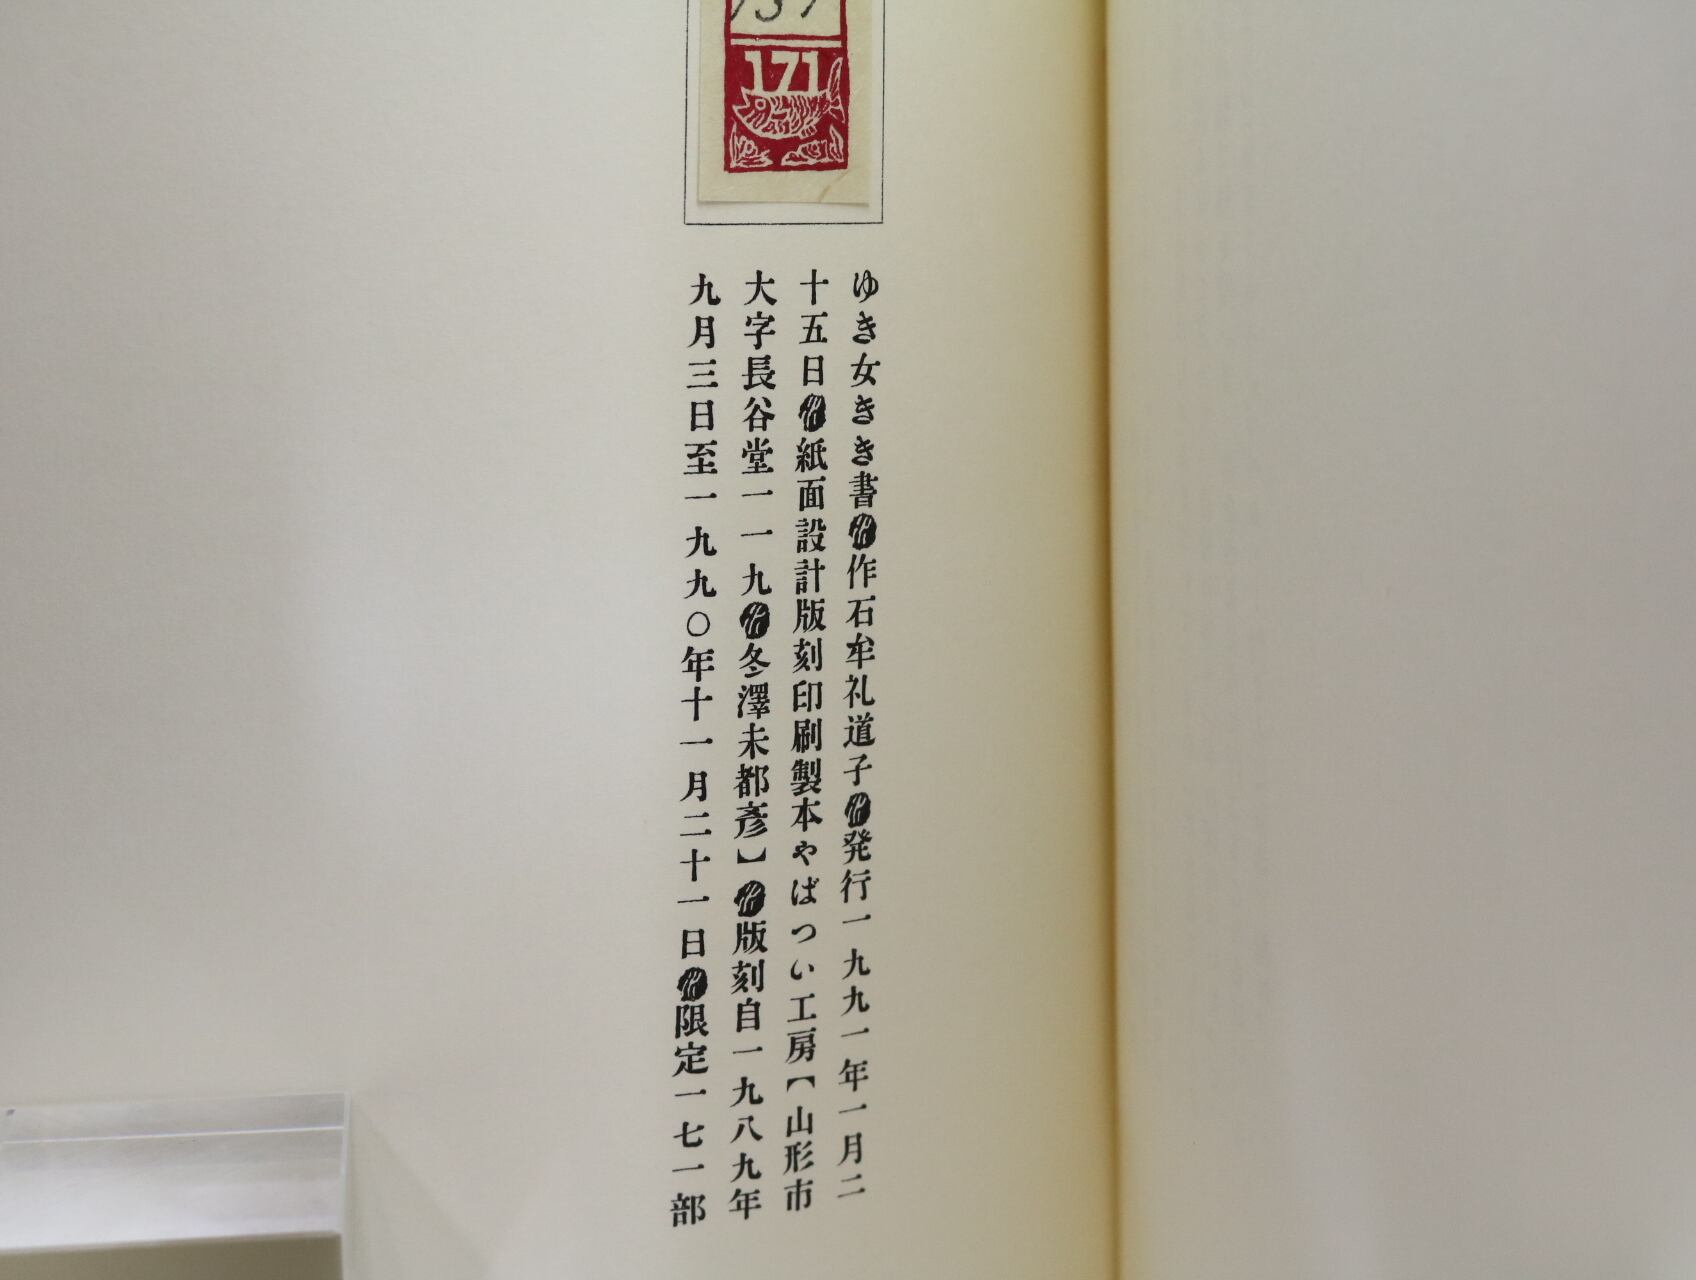 171
ゆき女きき書 作石牟礼道子 発行一九九一年一月二
十五日 紙面設計版刻印刷製本やばつい工房【山形市
大字長谷堂一一九 冬澤未都彦】 版刻自一九八九年
九月三日至一九九〇年十一月二十一日 限定一七一部